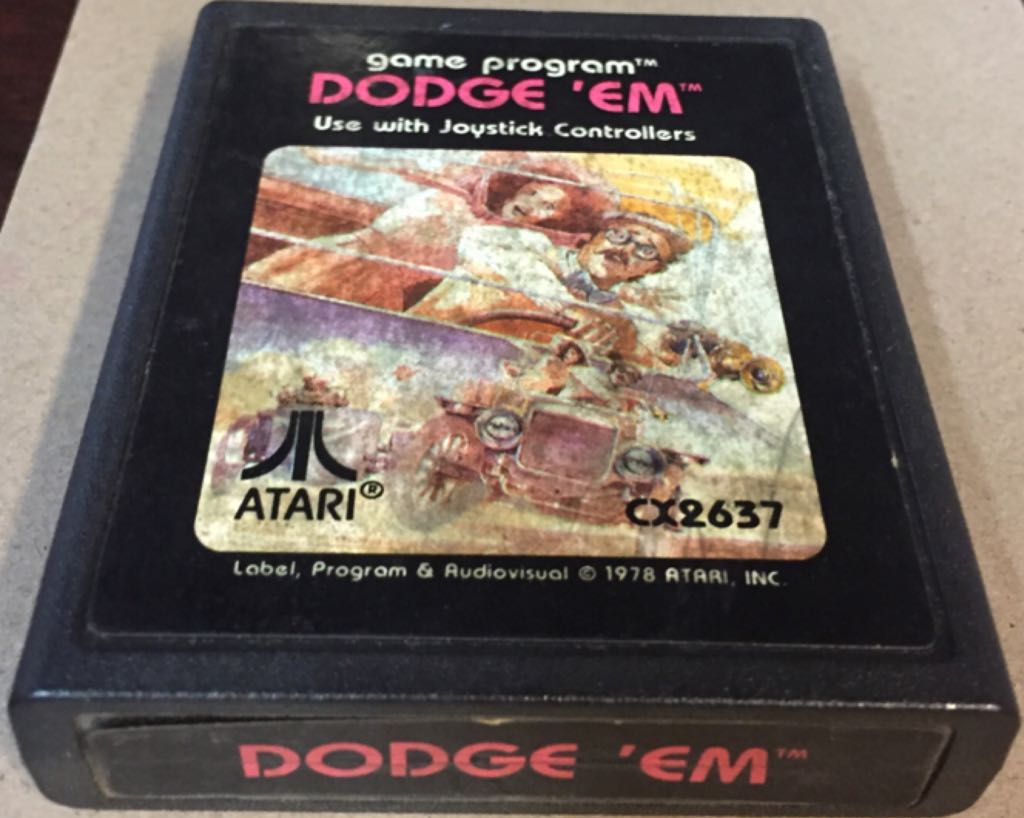 game program™
DODGE 'EM™
Use with Joystick Controllers
ATARI®
CX2637
Label, Program & Audiovisual © 1978 ATARI, INC.
DODGE 'EM™